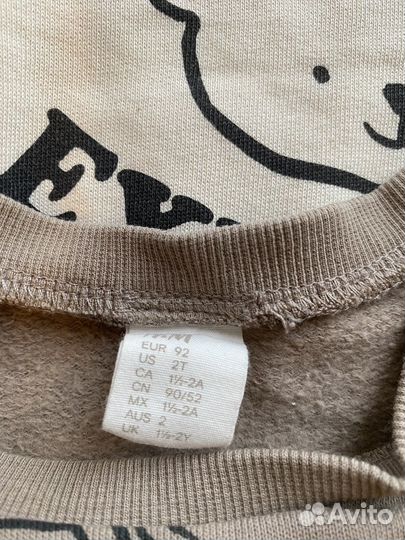 H&M
EUR 92
US 2T
CA 1½-2A
CN 90/52
MX 1½-2A
AUS 2
UK 1½-2Y
Avito